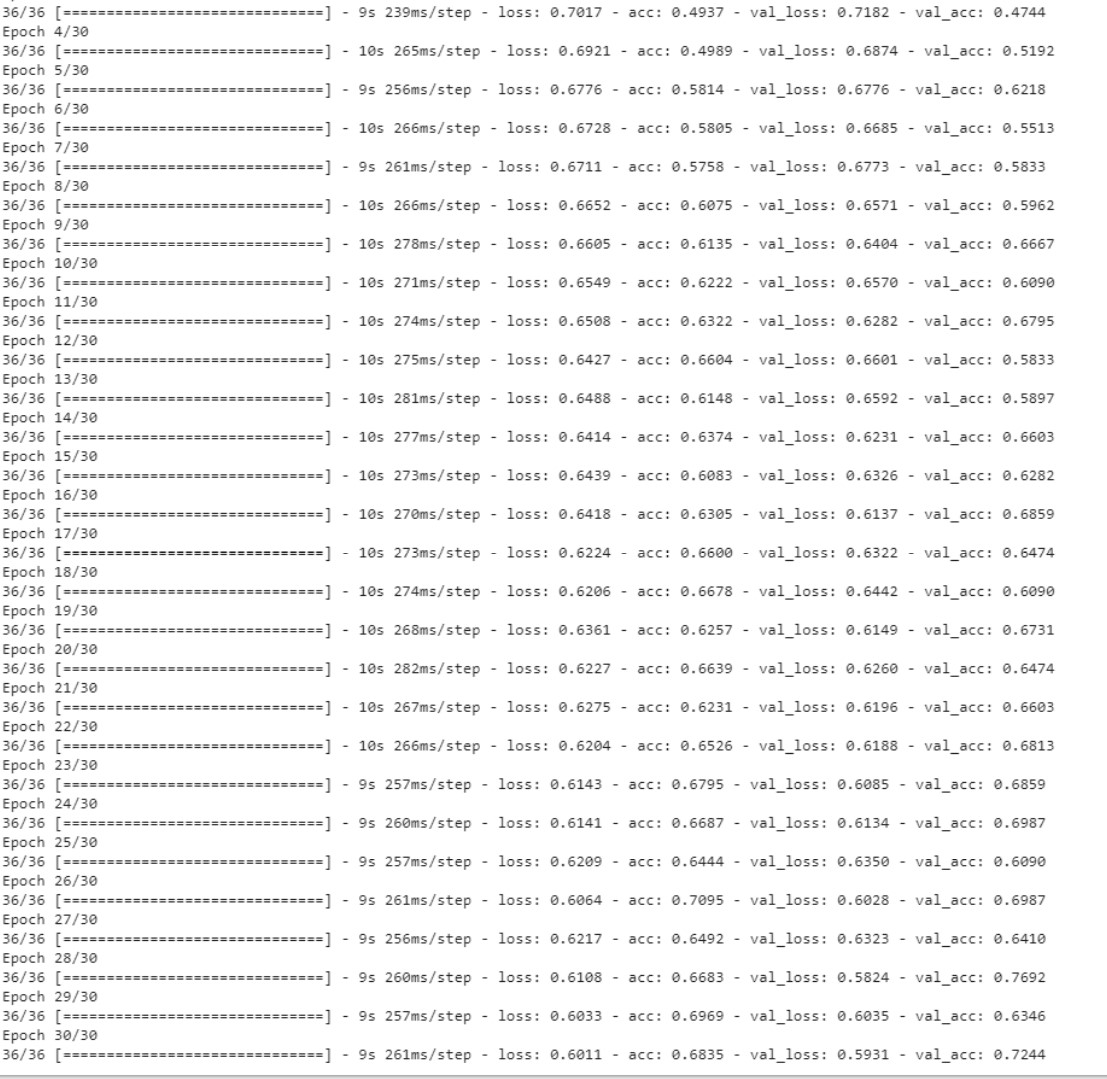 36/36 [==============================] - 9s 239ms/step - loss: 0.7017 - acc: 0.4937 - val_loss: 0.7182 - val_acc: 0.4744
Epoch 4/30
36/36 [==============================] - 10s 265ms/step - loss: 0.6921 - acc: 0.4989 - val_loss: 0.6874 - val_acc: 0.5192
Epoch 5/30
36/36 [==============================] - 9s 256ms/step - loss: 0.6776 - acc: 0.5814 - val_loss: 0.6776 - val_acc: 0.6218
Epoch 6/30
36/36 [==============================] - 10s 266ms/step - loss: 0.6728 - acc: 0.5805 - val_loss: 0.6685 - val_acc: 0.5513
Epoch 7/30
36/36 [==============================] - 9s 261ms/step - loss: 0.6711 - acc: 0.5758 - val_loss: 0.6773 - val_acc: 0.5833
Epoch 8/30
36/36 [==============================] - 10s 266ms/step - loss: 0.6652 - acc: 0.6075 - val_loss: 0.6571 - val_acc: 0.5962
Epoch 9/30
36/36 [==============================] - 10s 278ms/step - loss: 0.6605 - acc: 0.6135 - val_loss: 0.6404 - val_acc: 0.6667
Epoch 10/30
36/36 [==============================] - 10s 271ms/step - loss: 0.6549 - acc: 0.6222 - val_loss: 0.6570 - val_acc: 0.6090
Epoch 11/30
36/36 [==============================] - 10s 274ms/step - loss: 0.6508 - acc: 0.6322 - val_loss: 0.6282 - val_acc: 0.6795
Epoch 12/30
36/36 [==============================] - 10s 275ms/step - loss: 0.6427 - acc: 0.6604 - val_loss: 0.6601 - val_acc: 0.5833
Epoch 13/30
36/36 [==============================] - 10s 281ms/step - loss: 0.6488 - acc: 0.6148 - val_loss: 0.6592 - val_acc: 0.5897
Epoch 14/30
36/36 [==============================] - 10s 277ms/step - loss: 0.6414 - acc: 0.6374 - val_loss: 0.6231 - val_acc: 0.6603
Epoch 15/30
36/36 [==============================] - 10s 273ms/step - loss: 0.6439 - acc: 0.6083 - val_loss: 0.6326 - val_acc: 0.6282
Epoch 16/30
36/36 [==============================] - 10s 270ms/step - loss: 0.6418 - acc: 0.6305 - val_loss: 0.6137 - val_acc: 0.6859
Epoch 17/30
36/36 [==============================] - 10s 273ms/step - loss: 0.6224 - acc: 0.6600 - val_loss: 0.6322 - val_acc: 0.6474
Epoch 18/30
36/36 [==============================] - 10s 274ms/step - loss: 0.6206 - acc: 0.6678 - val_loss: 0.6442 - val_acc: 0.6090
Epoch 19/30
36/36 [==============================] - 10s 268ms/step - loss: 0.6361 - acc: 0.6257 - val_loss: 0.6149 - val_acc: 0.6731
Epoch 20/30
36/36 [==============================] - 10s 282ms/step - loss: 0.6227 - acc: 0.6639 - val_loss: 0.6260 - val_acc: 0.6474
Epoch 21/30
36/36 [==============================] - 10s 267ms/step - loss: 0.6275 - acc: 0.6231 - val_loss: 0.6196 - val_acc: 0.6603
Epoch 22/30
36/36 [==============================] - 10s 266ms/step - loss: 0.6204 - acc: 0.6526 - val_loss: 0.6188 - val_acc: 0.6813
Epoch 23/30
36/36 [==============================] - 9s 257ms/step - loss: 0.6143 - acc: 0.6795 - val_loss: 0.6085 - val_acc: 0.6859
Epoch 24/30
36/36 [==============================] - 9s 260ms/step - loss: 0.6141 - acc: 0.6687 - val_loss: 0.6134 - val_acc: 0.6987
Epoch 25/30
36/36 [==============================] - 9s 257ms/step - loss: 0.6209 - acc: 0.6444 - val_loss: 0.6350 - val_acc: 0.6090
Epoch 26/30
36/36 [==============================] - 9s 261ms/step - loss: 0.6064 - acc: 0.7095 - val_loss: 0.6028 - val_acc: 0.6987
Epoch 27/30
36/36 [==============================] - 9s 256ms/step - loss: 0.6217 - acc: 0.6492 - val_loss: 0.6323 - val_acc: 0.6410
Epoch 28/30
36/36 [==============================] - 9s 260ms/step - loss: 0.6108 - acc: 0.6683 - val_loss: 0.5824 - val_acc: 0.7692
Epoch 29/30
36/36 [==============================] - 9s 257ms/step - loss: 0.6033 - acc: 0.6969 - val_loss: 0.6035 - val_acc: 0.6346
Epoch 30/30
36/36 [==============================] - 9s 261ms/step - loss: 0.6011 - acc: 0.6835 - val_loss: 0.5931 - val_acc: 0.7244